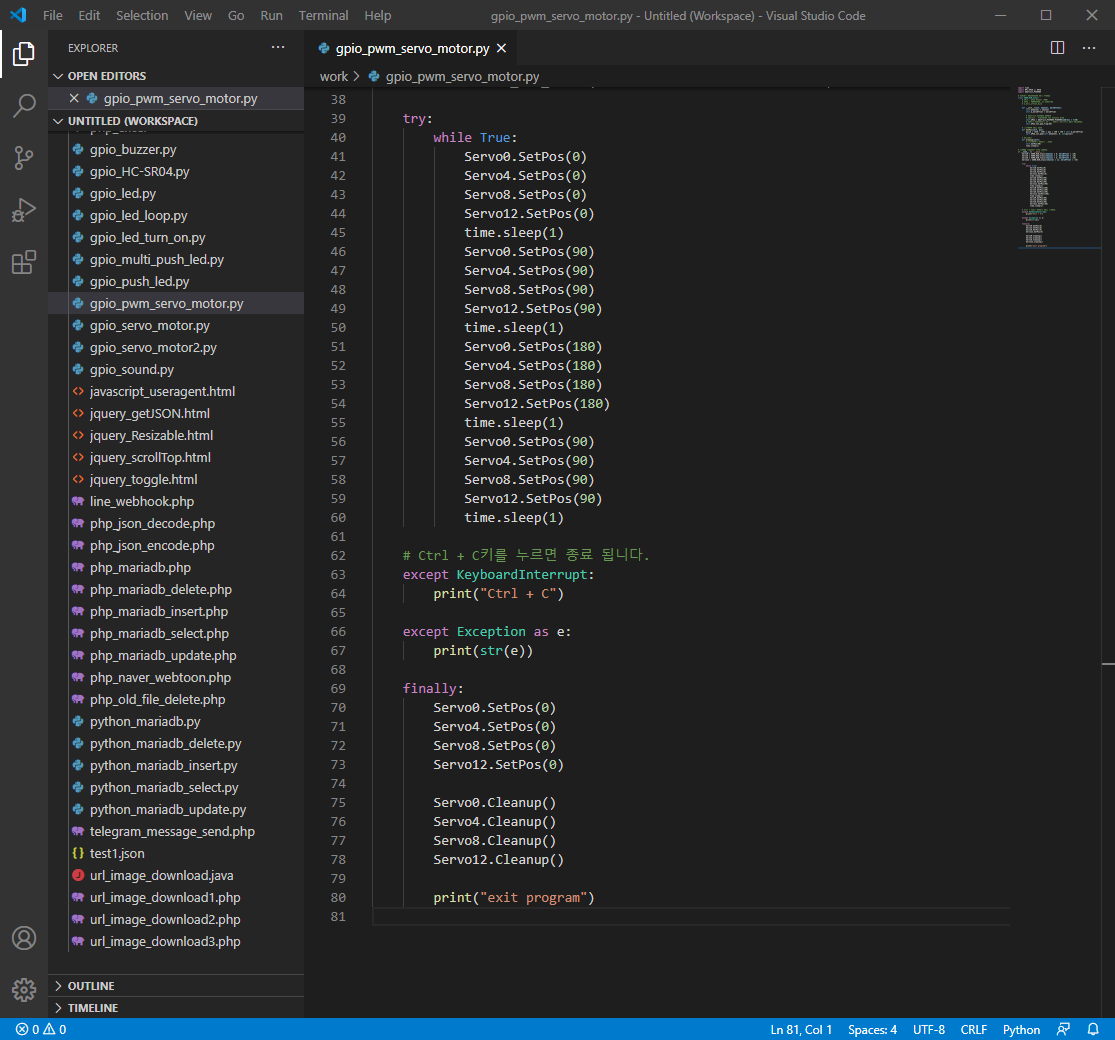 File Edit Selection View Go Run Terminal Help gpio_pwm_servo_motor.py - Untitled (Workspace) - Visual Studio Code
EXPLORER
OPEN EDITORS
gpio_pwm_servo_motor.py
UNTITLED (WORKSPACE)
gpio_buzzer.py
gpio_HC-SR04.py
gpio_led.py
gpio_led_loop.py
gpio_led_turn_on.py
gpio_multi_push_led.py
gpio_push_led.py
gpio_pwm_servo_motor.py
gpio_servo_motor.py
gpio_servo_motor2.py
gpio_sound.py
javascript_useragent.html
jquery_getJSON.html
jquery_Resizable.html
jquery_scrollTop.html
jquery_toggle.html
line_webhook.php
php_json_decode.php
php_json_encode.php
php_mariadb.php
php_mariadb_delete.php
php_mariadb_insert.php
php_mariadb_select.php
php_mariadb_update.php
php_naver_webtoon.php
php_old_file_delete.php
python_mariadb.py
python_mariadb_delete.py
python_mariadb_insert.py
python_mariadb_select.py
python_mariadb_update.py
telegram_message_send.php
{} test1.json
J url_image_download.java
url_image_download1.php
url_image_download2.php
url_image_download3.php
OUTLINE
TIMELINE
gpio_pwm_servo_motor.py
work > gpio_pwm_servo_motor.py
38
39 try:
40 while True:
41 Servo0.SetPos(0)
42 Servo4.SetPos(0)
43 Servo8.SetPos(0)
44 Servo12.SetPos(0)
45 time.sleep(1)
46 Servo0.SetPos(90)
47 Servo4.SetPos(90)
48 Servo8.SetPos(90)
49 Servo12.SetPos(90)
50 time.sleep(1)
51 Servo0.SetPos(180)
52 Servo4.SetPos(180)
53 Servo8.SetPos(180)
54 Servo12.SetPos(180)
55 time.sleep(1)
56 Servo0.SetPos(90)
57 Servo4.SetPos(90)
58 Servo8.SetPos(90)
59 Servo12.SetPos(90)
60 time.sleep(1)
61
62 # Ctrl + C키를 누르면 종료 됩니다.
63 except KeyboardInterrupt:
64 print("Ctrl + C")
65
66 except Exception as e:
67 print(str(e))
68
69 finally:
70 Servo0.SetPos(0)
71 Servo4.SetPos(0)
72 Servo8.SetPos(0)
73 Servo12.SetPos(0)
74
75 Servo0.Cleanup()
76 Servo4.Cleanup()
77 Servo8.Cleanup()
78 Servo12.Cleanup()
79
80 print("exit program")
81
0 0 Ln 81, Col 1 Spaces: 4 UTF-8 CRLF Python